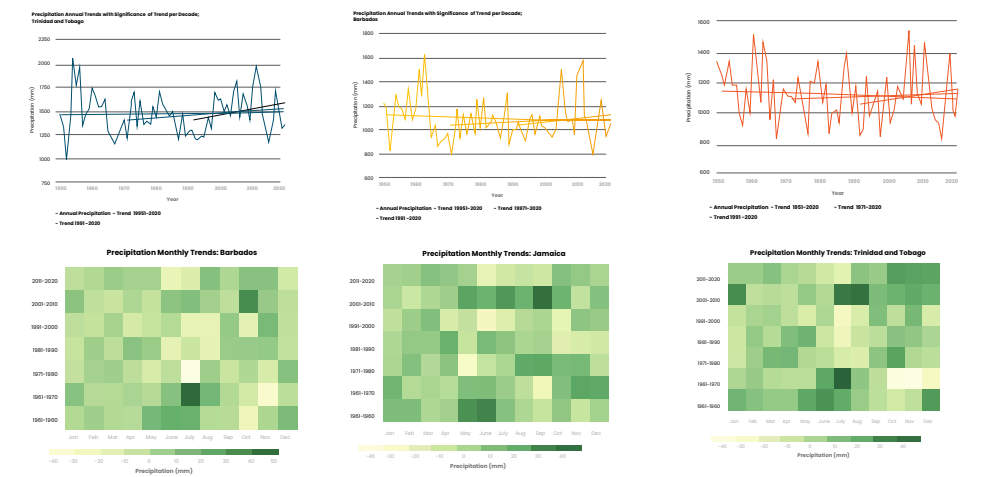 Precipitation Annual Trends with Significance of Trend per Decade;
Trinidad and Tobago
2250
2000
1750
1500
1250
1000
750
Precipitation (mm)
1950 1960 1970 1980 1990 2000 2010 2020
Year
- Annual Precipitation - Trend 19951-2020
- Trend 1991-2020
Precipitation Annual Trends with Significance of Trend per Decade;
Barbados
1800
1600
1400
1200
1000
800
600
Precipitation (mm)
1950 1960 1970 1980 1990 2000 2010 2020
Year
- Annual Precipitation - Trend 19951-2020 - Trend 19971-2020
- Trend 1991-2020
1600
1400
1200
1000
800
600
Precipitation (mm)
1950 1960 1970 1980 1990 2000 2010 2020
Year
- Annual Precipitation - Trend 1951-2020 - Trend 1971-2020
- Trend 1991-2020
Precipitation Monthly Trends: Barbados
2011-2020
2001-2010
1991-2000
1981-1990
1971-1980
1961-1970
1951-1960
Jan Feb Mar Apr May June July Aug Sep Oct Nov Dec
-40 -30 -20 -10 0 10 20 30 40 50
Precipitation (mm)
Precipitation Monthly Trends: Jamaica
2011-2020
2001-2010
1991-2000
1981-1990
1971-1980
1961-1970
1951-1960
Jan Feb Mar Apr May June July Aug Sep Oct Nov Dec
-40 -30 -20 -10 0 10 20 30 40
Precipitation (mm)
Precipitation Monthly Trends: Trinidad and Tobago
2011-2020
2001-2010
1991-2000
1981-1990
1971-1980
1961-1970
1951-1960
Jan Feb Mar Apr May June July Aug Sep Oct Nov Dec
-40 -30 -20 -10 0 10 20 30 40
Precipitation (mm)